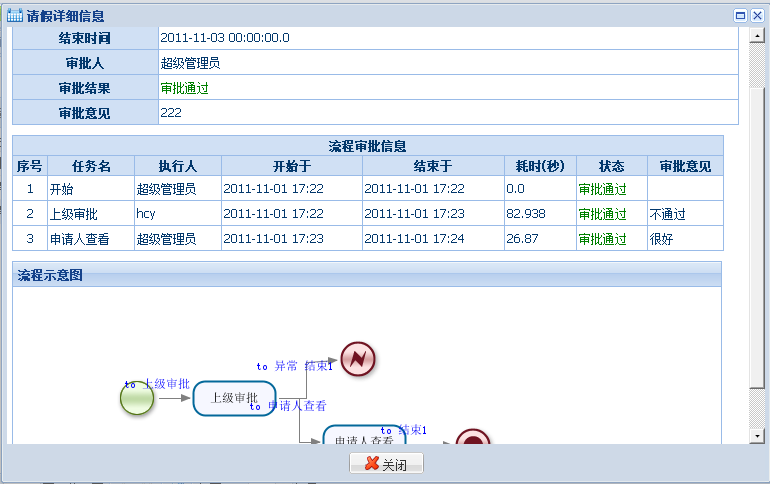 请假详细信息
结束时间 2011-11-03 00:00:00.0
审批人 超级管理员
审批结果 审批通过
审批意见 222
流程审批信息
序号 任务名 执行人 开始于 结束于 耗时(秒) 状态 审批意见
1 开始 超级管理员 2011-11-01 17:22 2011-11-01 17:22 0.0 审批通过
2 上级审批 hcy 2011-11-01 17:22 2011-11-01 17:23 82.938 审批通过 不通过
3 申请人查看 超级管理员 2011-11-01 17:23 2011-11-01 17:24 26.87 审批通过 很好
流程示意图
to 异常 结束1
to 上级审批
上级审批
to 申请人查看
to 结束1
申请人查看
关闭